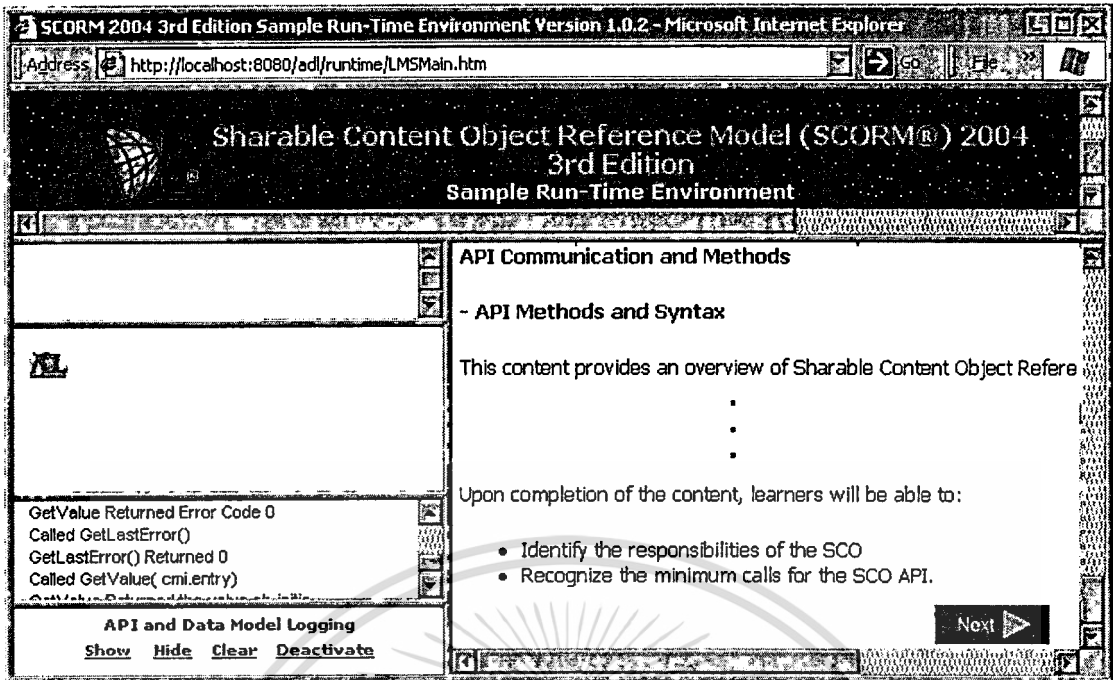 SCORM 2004 3rd Edition Sample Run-Time Environment Version 1.0.2 - Microsoft Internet Explorer
Address http://localhost:8080/adl/runtime/LMSMain.htm Go File »
Sharable Content Object Reference Model (SCORM®) 2004
3rd Edition
Sample Run-Time Environment
API Communication and Methods
- API Methods and Syntax
This content provides an overview of Sharable Content Object Refere
Upon completion of the content, learners will be able to:
• Identify the responsibilities of the SCO
• Recognize the minimum calls for the SCO API.
Next
ADL
GetValue Returned Error Code 0
Called GetLastError()
GetLastError() Returned 0
Called GetValue( cmi.entry)
API and Data Model Logging
Show Hide Clear Deactivate